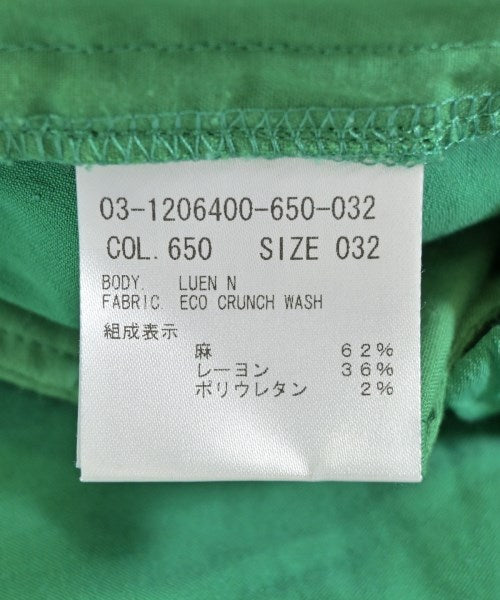 03-1206400-650-032
COL. 650 SIZE 032
BODY. LUEN N
FABRIC. ECO CRUNCH WASH
組成表示
麻 62%
レーヨン 36%
ポリウレタン 2%